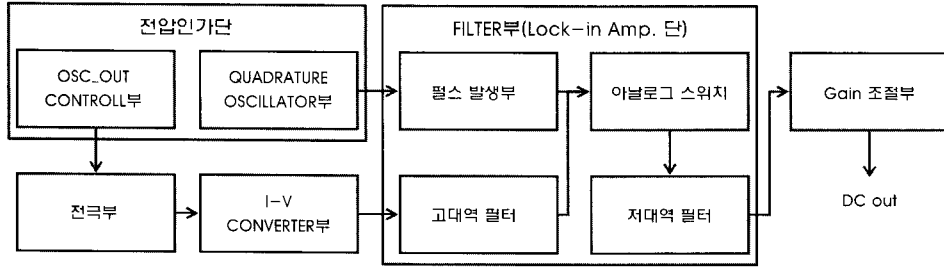 전압인가단
FILTER부(Lock-in Amp. 단)
OSC_OUT
CONTROLL부
QUADRATURE
OSCILLATOR부
펄스 발생부
아날로그 스위치
Gain 조절부
전극부
I-V
CONVERTER부
고대역 필터
저대역 필터
DC out